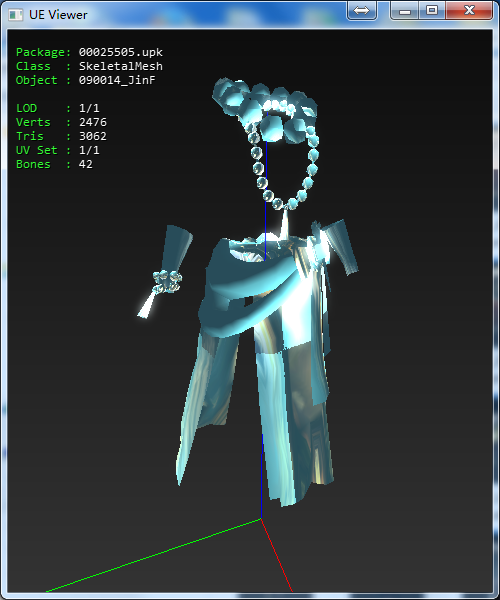 UE Viewer
Package: 00025505.upk
Class  : SkeletalMesh
Object : 090014_JinF
LOD    : 1/1
Verts  : 2476
Tris   : 3062
UV Set : 1/1
Bones  : 42